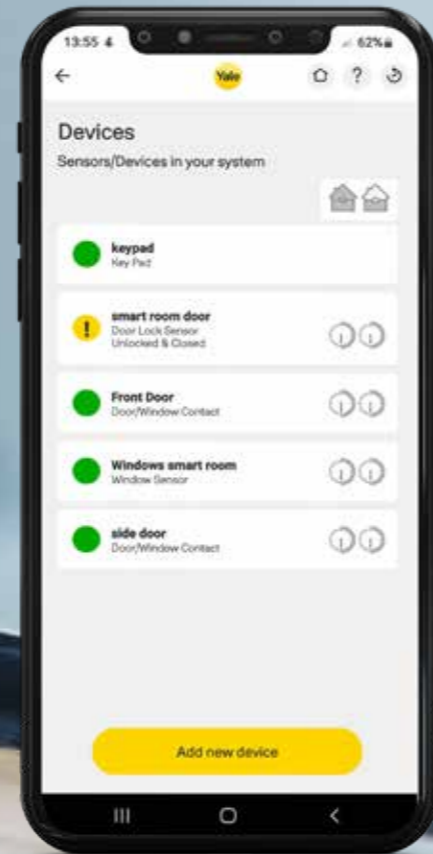 13:55
62%
Yale
?
Devices
Sensors/Devices in your system
keypad
Key Pad
!
smart room door
Door Lock Sensor
Unlocked & Closed
Front Door
Door/Window Contact
Windows smart room
Window Sensor
side door
Door/Window Contact
Add new device